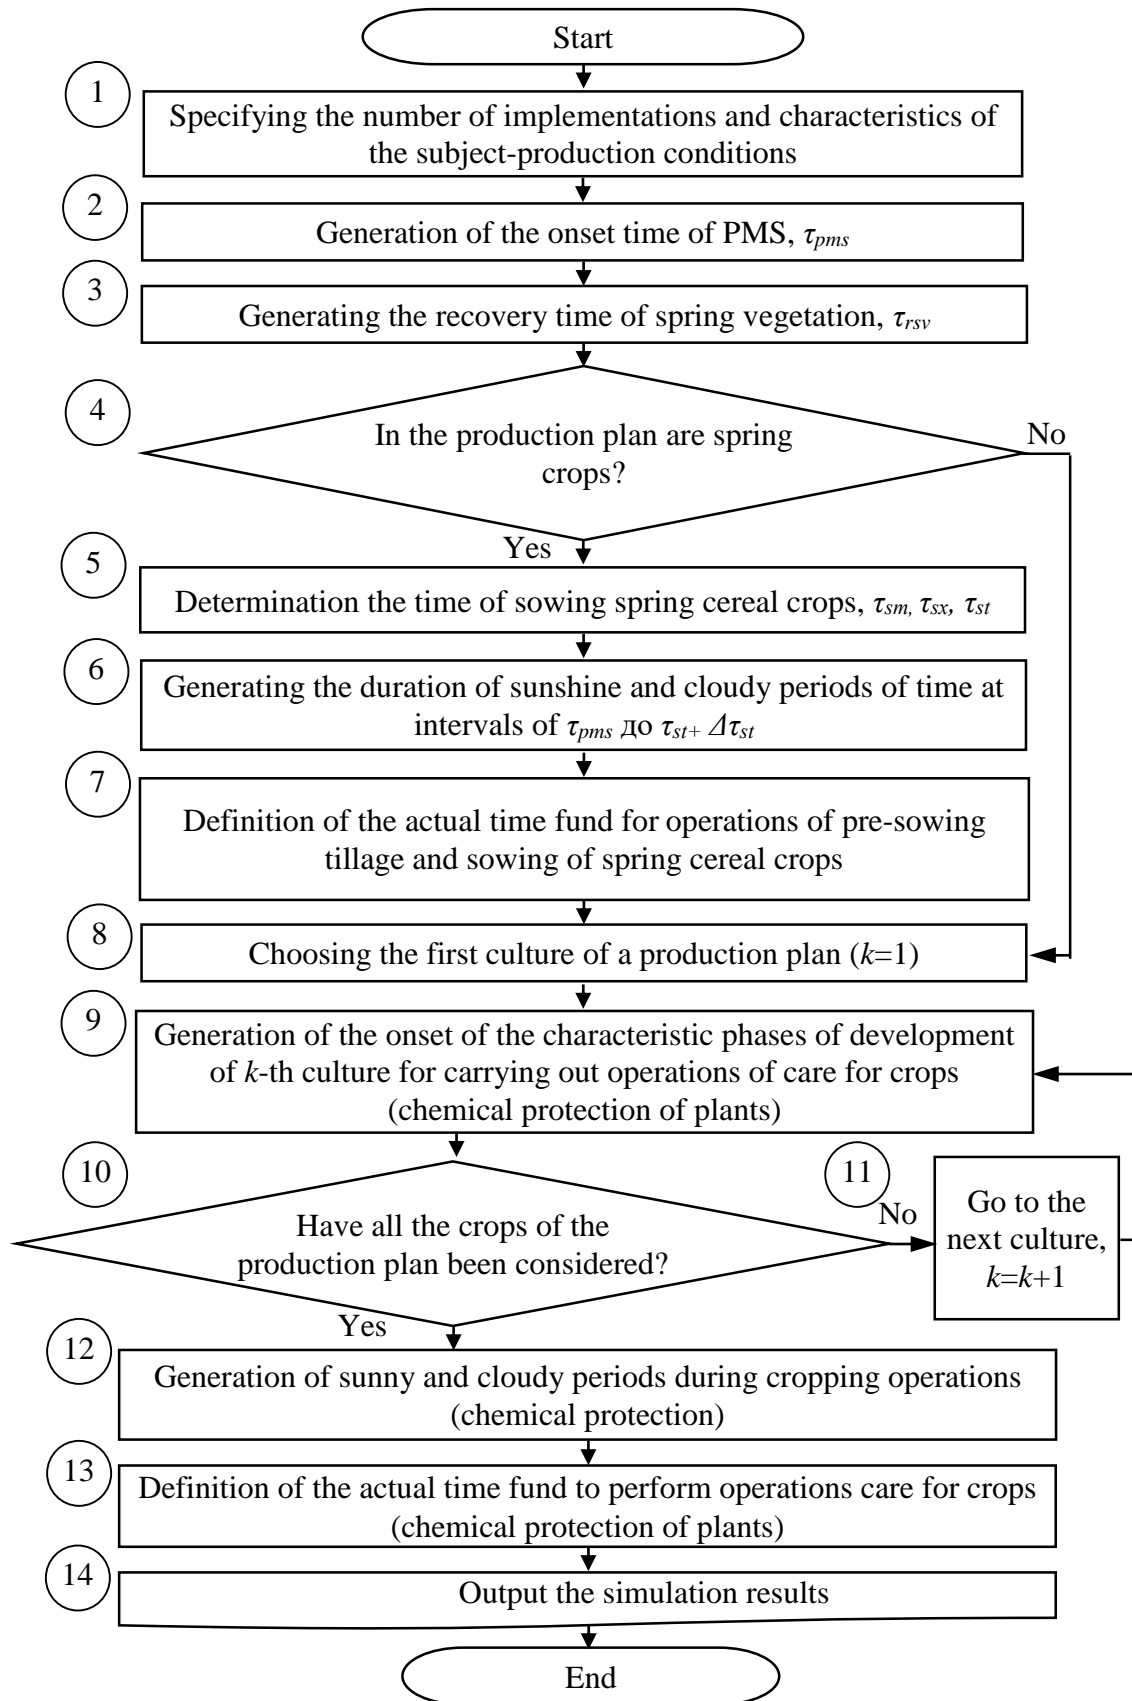 Start
1
Specifying the number of implementations and characteristics of
the subject-production conditions
2
Generation of the onset time of PMS, τpms
3
Generating the recovery time of spring vegetation, τrsv
4
In the production plan are spring
crops?
No
Yes
5
Determination the time of sowing spring cereal crops, τsm, τsx, τst
6
Generating the duration of sunshine and cloudy periods of time at
intervals of τpms до τst+ Δτst
7
Definition of the actual time fund for operations of pre-sowing
tillage and sowing of spring cereal crops
8
Choosing the first culture of a production plan (k=1)
9
Generation of the onset of the characteristic phases of development
of k-th culture for carrying out operations of care for crops
(chemical protection of plants)
10
Have all the crops of the
production plan been considered?
No
Yes
11
Go to the
next culture,
k=k+1
12
Generation of sunny and cloudy periods during cropping operations
(chemical protection)
13
Definition of the actual time fund to perform operations care for crops
(chemical protection of plants)
14
Output the simulation results
End